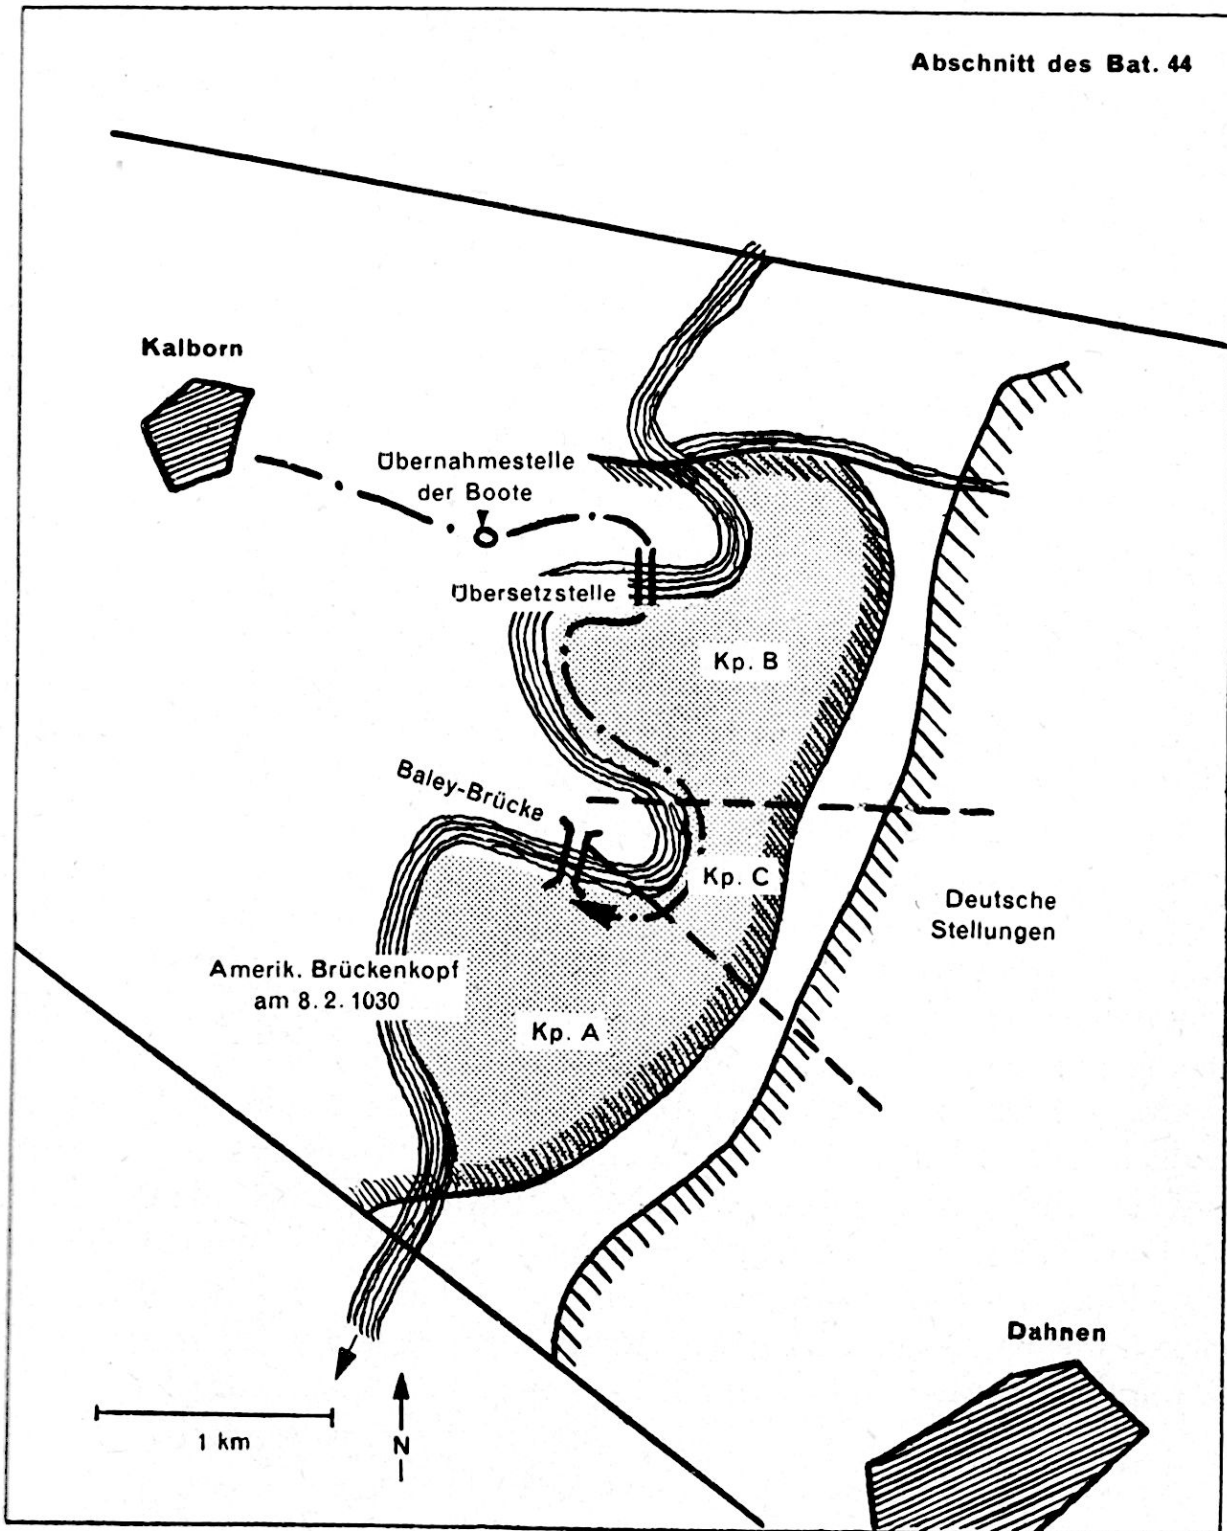 Abschnitt des Bat. 44
Kalborn
Übernahmestelle
der Boote
Übersetzstelle
Kp. B
Baley-Brücke
Kp. C
Deutsche
Stellungen
Amerik. Brückenkopf
am 8.2.1030
Kp. A
Dahnen
1 km
N